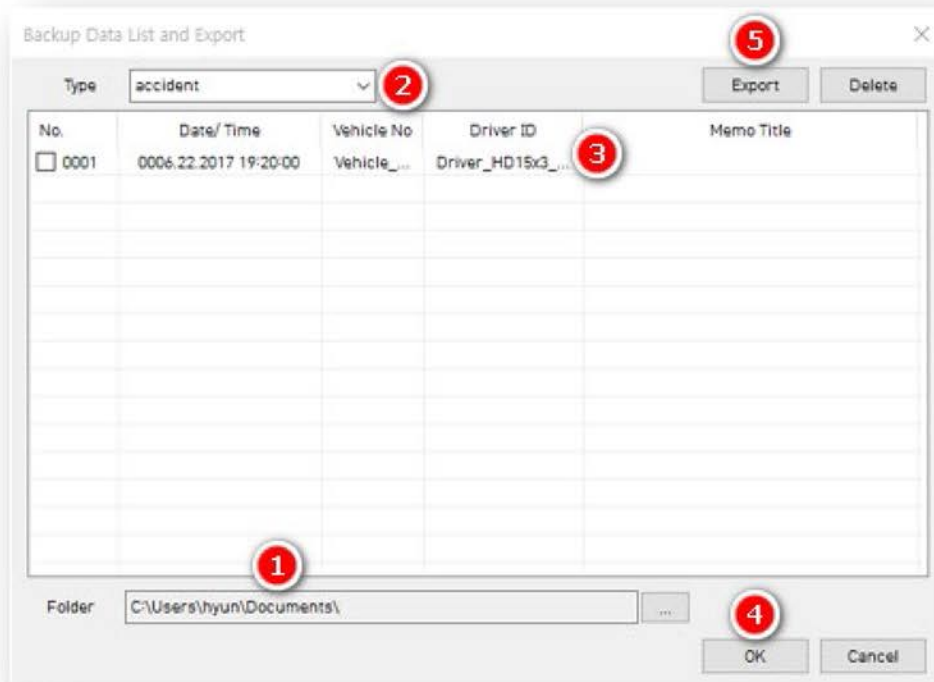 Backup Data List and Export
5
Type accident 2 Export Delete
No. Date/ Time Vehicle No Driver ID Memo Title
0001 0006.22.2017 19:20:00 Vehicle_... Driver_HD15x3_... 3
1
Folder C:\Users\hyun\Documents\ ...
4
OK Cancel